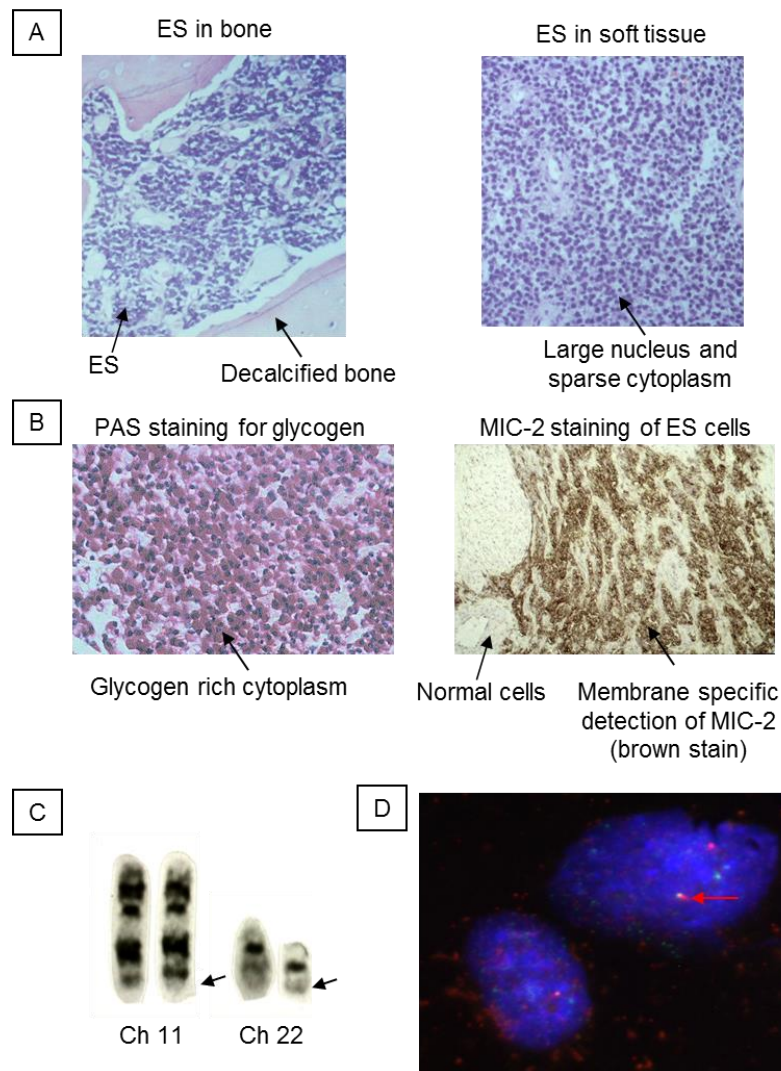 A
ES in bone
ES in soft tissue
ES
Decalcified bone
Large nucleus and
sparse cytoplasm
B
PAS staining for glycogen
MIC-2 staining of ES cells
Glycogen rich cytoplasm
Normal cells
Membrane specific
detection of MIC-2
(brown stain)
C
D
Ch 11
Ch 22